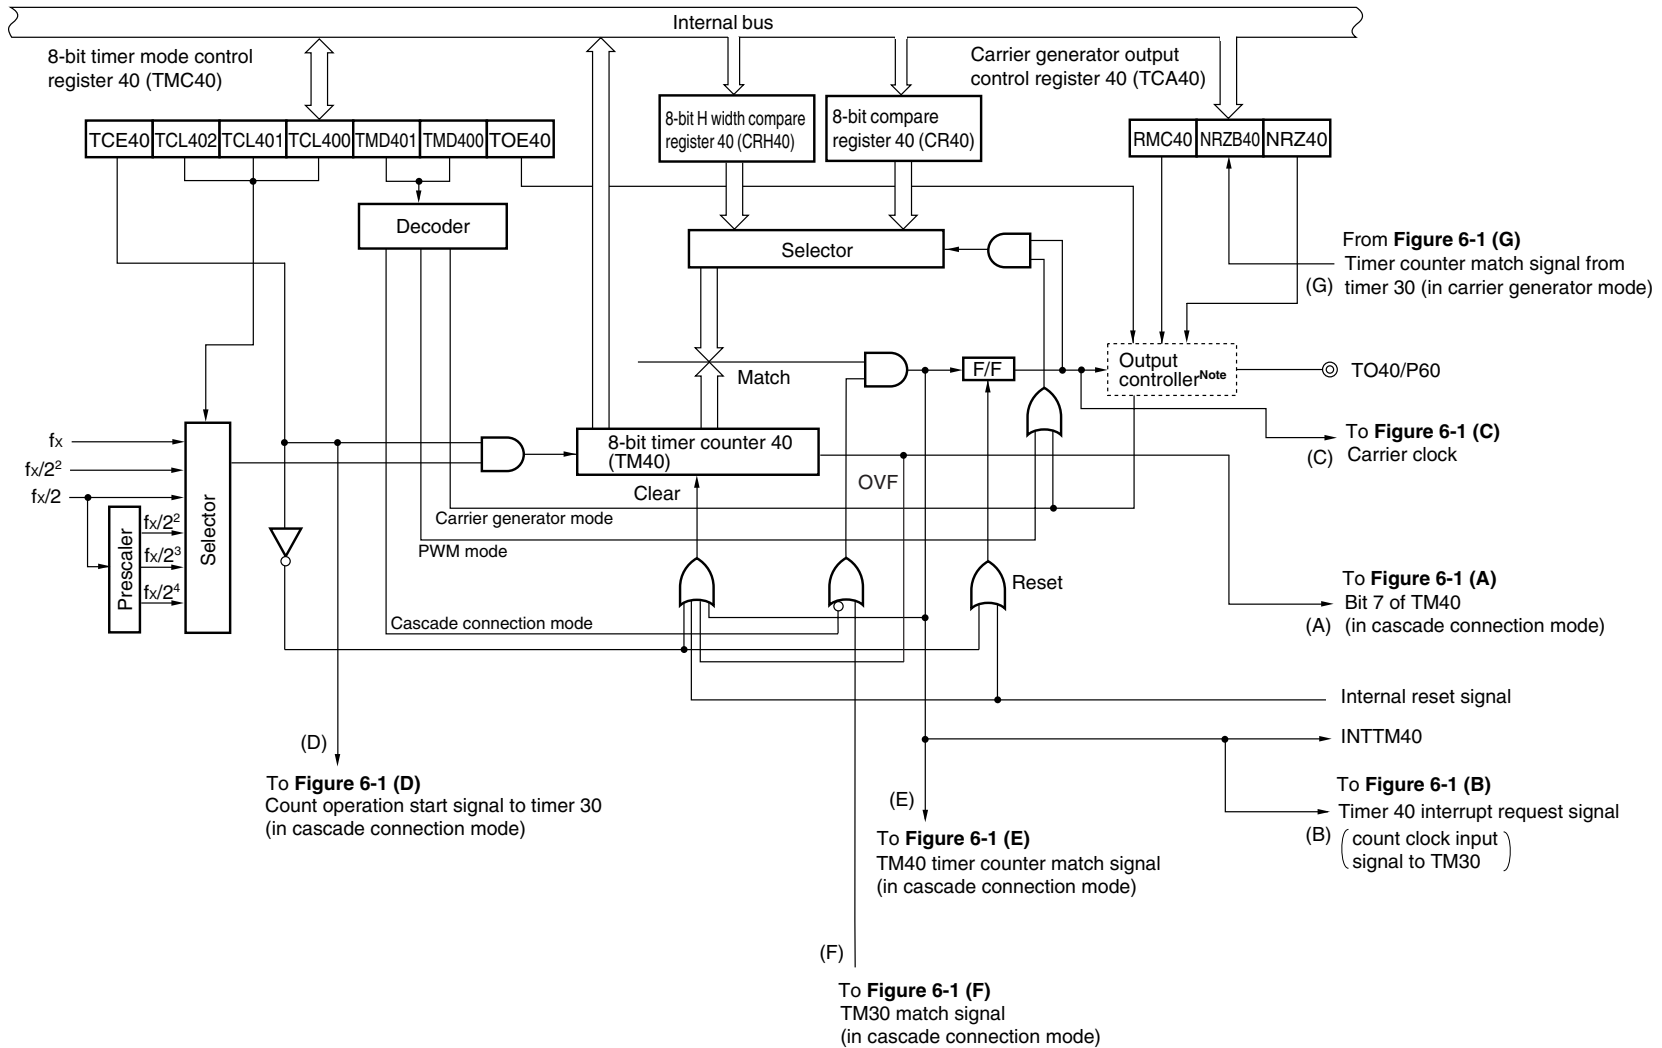 Internal bus
8-bit timer mode control
register 40 (TMC40)
Carrier generator output
control register 40 (TCA40)
8-bit H width compare
register 40 (CRH40)
8-bit compare
register 40 (CR40)
TCE40 TCL402 TCL401 TCL400 TMD401 TMD400 TOE40
RMC40 NRZB40 NRZ40
Decoder
Selector
From Figure 6-1 (G)
Timer counter match signal from
(G) timer 30 (in carrier generator mode)
Match
F/F
Output
controllerNote
TO40/P60
fX
fX/2²
fX/2
Prescaler
fX/2²
fX/2³
fX/2⁴
Selector
8-bit timer counter 40
(TM40)
To Figure 6-1 (C)
(C) Carrier clock
Clear
OVF
Carrier generator mode
PWM mode
Reset
To Figure 6-1 (A)
Bit 7 of TM40
(A) (in cascade connection mode)
Cascade connection mode
Internal reset signal
INTTM40
(D)
To Figure 6-1 (D)
Count operation start signal to timer 30
(in cascade connection mode)
To Figure 6-1 (B)
Timer 40 interrupt request signal
(B) (count clock input
signal to TM30)
(E)
To Figure 6-1 (E)
TM40 timer counter match signal
(in cascade connection mode)
(F)
To Figure 6-1 (F)
TM30 match signal
(in cascade connection mode)